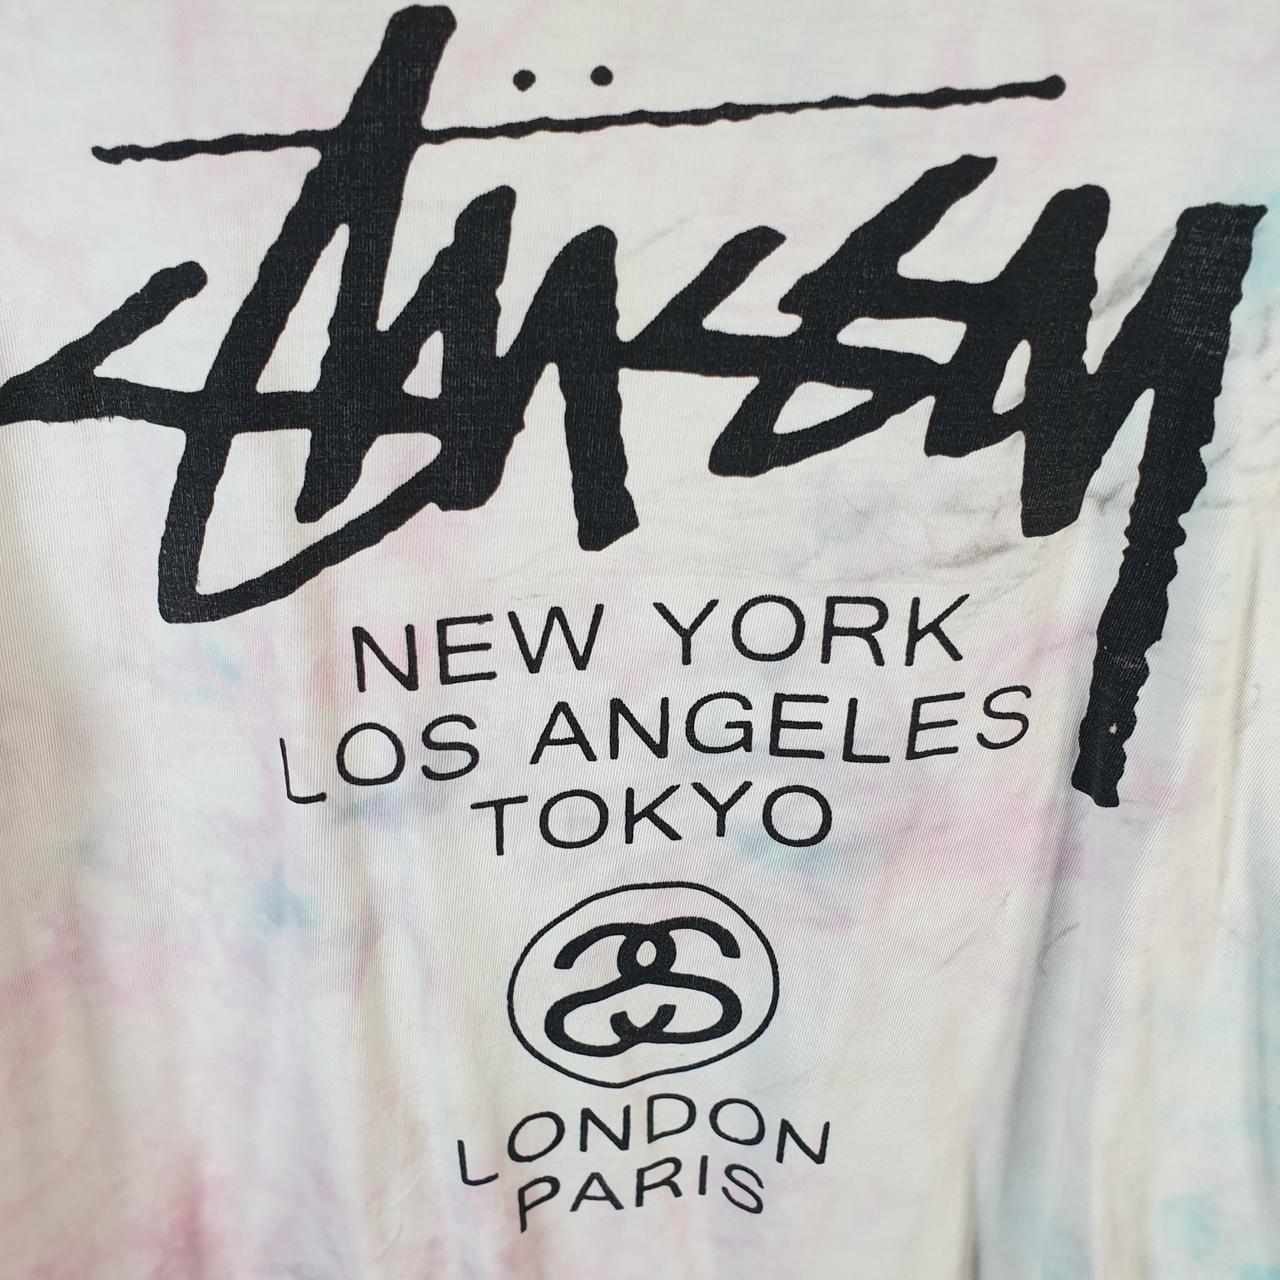 Stüssy
NEW YORK
LOS ANGELES
TOKYO
LONDON
PARIS